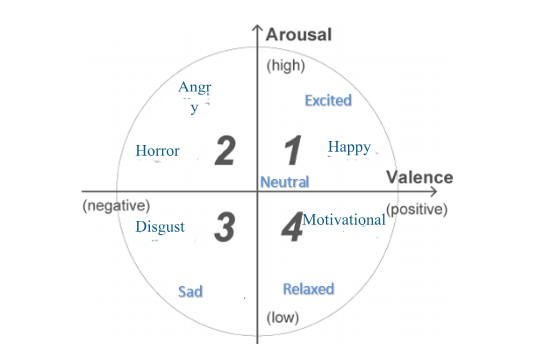 Arousal
(high)
Angr
y
Excited
Horror
2
1
Happy
Neutral
Valence
(negative)
(positive)
Disgust
3
4
Motivational
Sad
Relaxed
(low)